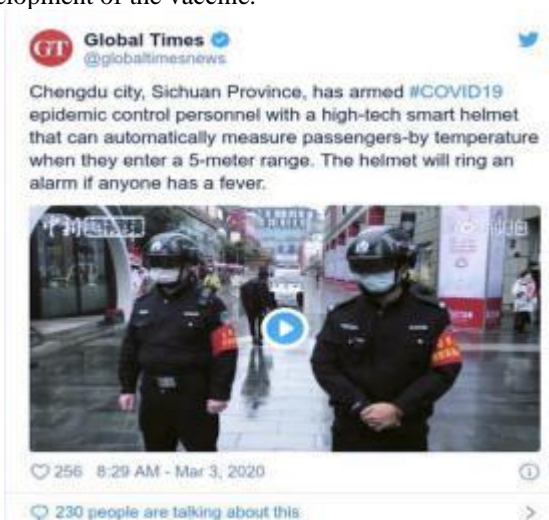 elopment of the vaccine.
GT Global Times
@globaltimesnews
Chengdu city, Sichuan Province, has armed #COVID19
epidemic control personnel with a high-tech smart helmet
that can automatically measure passengers-by temperature
when they enter a 5-meter range. The helmet will ring an
alarm if anyone has a fever.
256 8:29 AM - Mar 3, 2020
230 people are talking about this